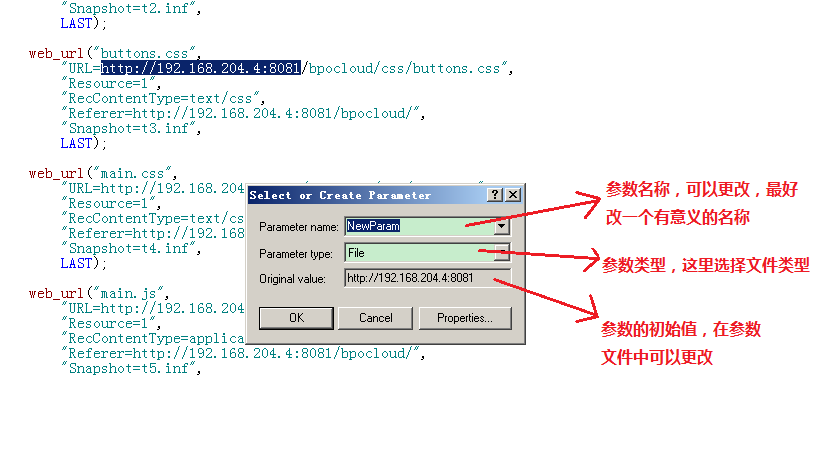 "Snapshot=t2.inf",
LAST);
web_url("buttons.css",
"URL=http://192.168.204.4:8081/bpocloud/css/buttons.css",
"Resource=1",
"RecContentType=text/css",
"Referer=http://192.168.204.4:8081/bpocloud/",
"Snapshot=t3.inf",
LAST);
web_url("main.css",
"URL=http://192.168.204
"Resource=1",
"RecContentType=text/cs
"Referer=http://192.168
"Snapshot=t4.inf",
LAST);
web_url("main.js",
"URL=http://192.168.204
"Resource=1",
"RecContentType=applica
"Referer=http://192.168.204.4:8081/bpocloud/",
"Snapshot=t5.inf",
Select or Create Parameter
Parameter name: NewParam
Parameter type: File
Original value: http://192.168.204.4:8081
OK Cancel Properties...
参数名称，可以更改，最好
改一个有意义的名称
参数类型，这里选择文件类型
参数的初始值，在参数
文件中可以更改